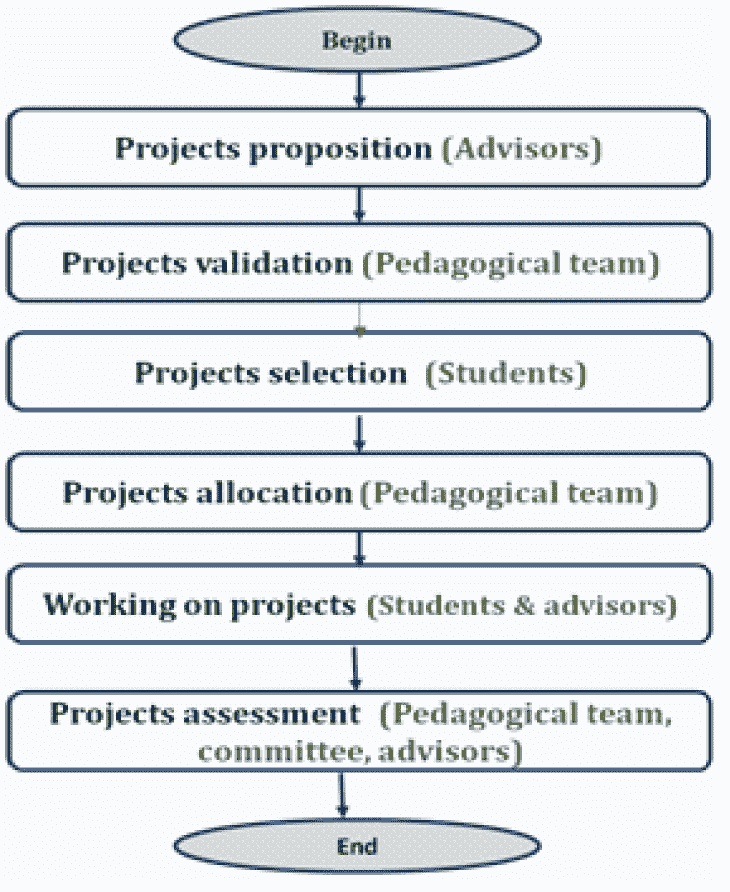 Begin
Projects proposition (Advisors)
Projects validation (Pedagogical team)
Projects selection (Students)
Projects allocation (Pedagogical team)
Working on projects (Students & advisors)
Projects assessment (Pedagogical team,
committee, advisors)
End